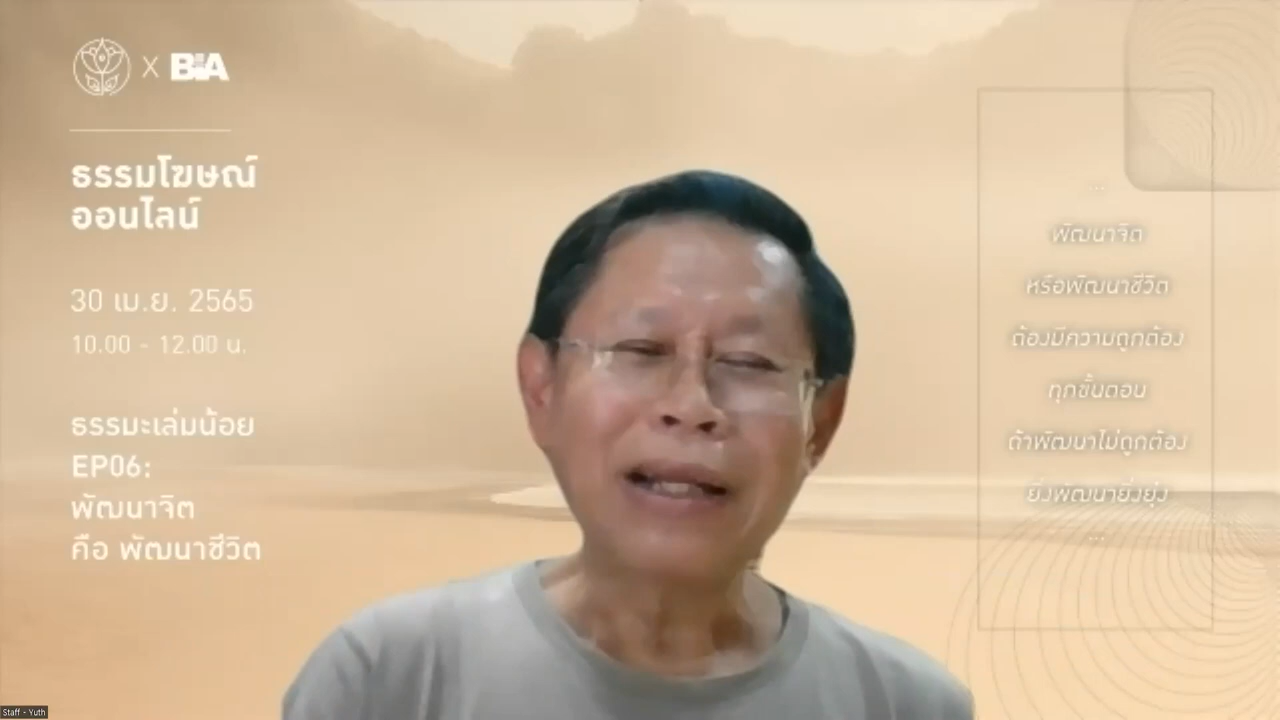 X BIA
ธรรมโฆษณ์
ออนไลน์
30 เม.ย. 2565
10.00 - 12.00 น.
ธรรมะเล่มน้อย
EP06:
พัฒนาจิต
คือ พัฒนาชีวิต
...
พัฒนาจิต
หรือพัฒนาชีวิต
ต้องมีความถูกต้อง
ทุกขั้นตอน
ถ้าพัฒนาไม่ถูกต้อง
ยิ่งพัฒนายิ่งยุ่ง
...
Staff - Yuth